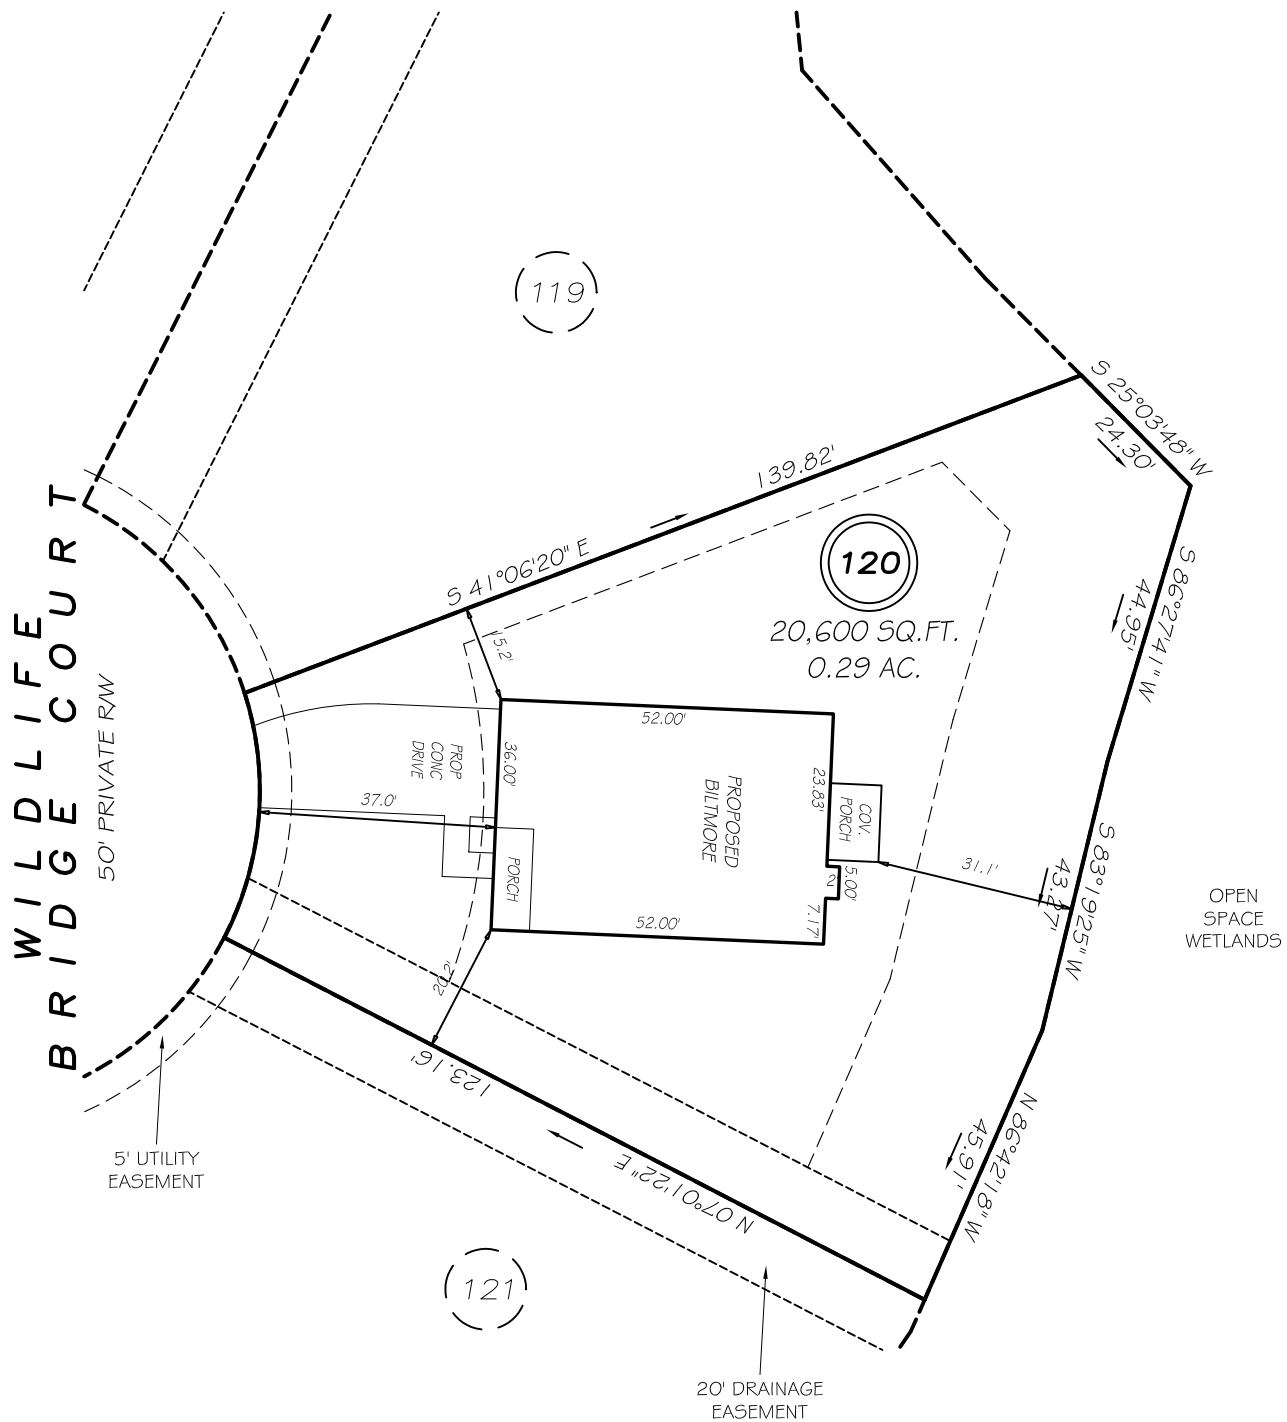 119
S 25°03'48" W
24.30'
139.82'
S 41°06'20" E
120
20,600 SQ.FT.
0.29 AC.
S 86°27'41" W
44.95'
WILDLIFE
BRIDGE COURT
50' PRIVATE R/W
15.2'
52.00'
36.00'
PROP
CONC
DRIVE
37.0'
PROPOSED
BILTMORE
23.83'
COV.
PORCH
PORCH
5.00'
2'
7.17'
31.1'
S 83°19'25" W
OPEN
SPACE
WETLANDS
52.00'
20.2'
123.16'
N 07°01'22" E
N 86°42'18" W
45.91'
5' UTILITY
EASEMENT
121
20' DRAINAGE
EASEMENT